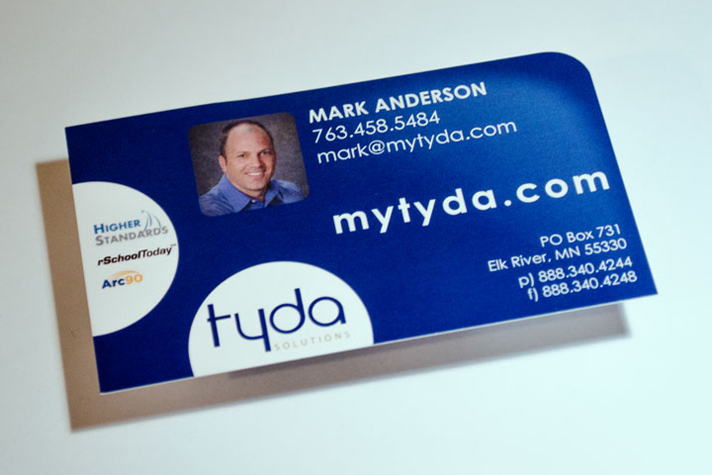 MARK ANDERSON
763.458.5484
mark@mytyda.com
mytyda.com
PO Box 731
Elk River, MN 55330
p) 888.340.4244
f) 888.340.4248
HIGHER
STANDARDS
rSchoolToday
Arc90
tyda
SOLUTIONS